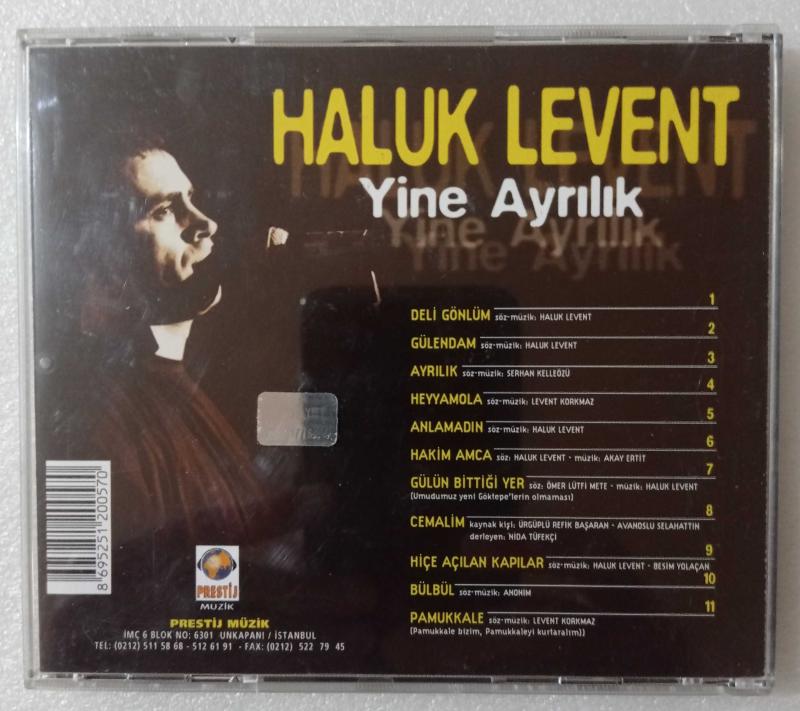 HALUK LEVENT
Yine Ayrılık
1
DELİ GÖNLÜM söz-müzik: HALUK LEVENT
2
GÜLENDAM söz-müzik: HALUK LEVENT
3
AYRILIK söz-müzik: SERHAN KELLEÖZÜ
4
HEYYAMOLA söz-müzik: LEVENT KORKMAZ
5
ANLAMADIN söz-müzik: HALUK LEVENT
6
HAKİM AMCA söz: HALUK LEVENT - müzik: AKAY ERTİT
7
GÜLÜN BİTTİĞİ YER söz: ÖMER LÜTFİ METE - müzik: HALUK LEVENT
(Umudumuz yeni Göktepe'lerin olmaması)
8
CEMALİM kaynak kişi: ÜRGÜPLÜ REFİK BAŞARAN - AVANOSLU SELAHATTİN
derleyen: NİDA TÜFEKÇİ
9
HİÇE AÇILAN KAPILAR söz-müzik: HALUK LEVENT - BESİM YOLAÇAN
10
BÜLBÜL söz-müzik: ANONİM
11
PAMUKKALE söz-müzik: LEVENT KORKMAZ
(Pamukkale bizim, Pamukkaleyi kurtaralım))
8 695251 200570
PRESTİJ
MÜZİK
PRESTİJ MÜZİK
İMÇ 6 BLOK NO: 6301 UNKAPANI / İSTANBUL
TEL: (0212) 511 58 68 - 512 61 91 - FAX: (0212) 522 79 45